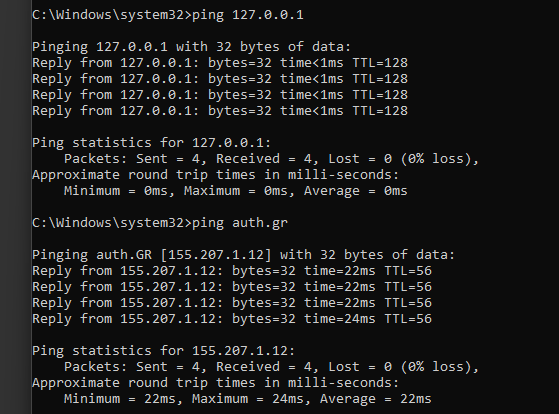 C:\Windows\system32>ping 127.0.0.1
Pinging 127.0.0.1 with 32 bytes of data:
Reply from 127.0.0.1: bytes=32 time<1ms TTL=128
Reply from 127.0.0.1: bytes=32 time<1ms TTL=128
Reply from 127.0.0.1: bytes=32 time<1ms TTL=128
Reply from 127.0.0.1: bytes=32 time<1ms TTL=128
Ping statistics for 127.0.0.1:
    Packets: Sent = 4, Received = 4, Lost = 0 (0% loss),
Approximate round trip times in milli-seconds:
    Minimum = 0ms, Maximum = 0ms, Average = 0ms
C:\Windows\system32>ping auth.gr
Pinging auth.GR [155.207.1.12] with 32 bytes of data:
Reply from 155.207.1.12: bytes=32 time=22ms TTL=56
Reply from 155.207.1.12: bytes=32 time=22ms TTL=56
Reply from 155.207.1.12: bytes=32 time=22ms TTL=56
Reply from 155.207.1.12: bytes=32 time=24ms TTL=56
Ping statistics for 155.207.1.12:
    Packets: Sent = 4, Received = 4, Lost = 0 (0% loss),
Approximate round trip times in milli-seconds:
    Minimum = 22ms, Maximum = 24ms, Average = 22ms